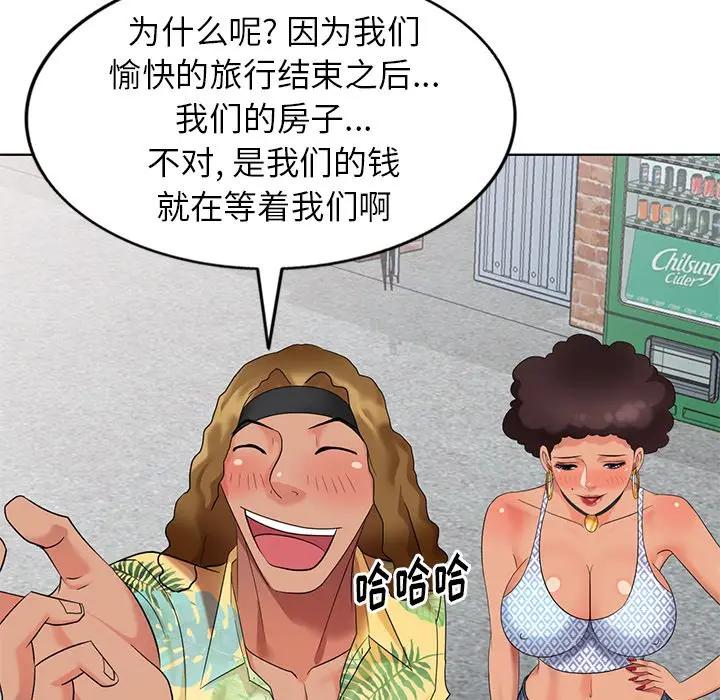 为什么呢? 因为我们
愉快的旅行结束之后...
我们的房子...
不对, 是我们的钱
就在等着我们啊
Chilsung
Cider
哈哈哈